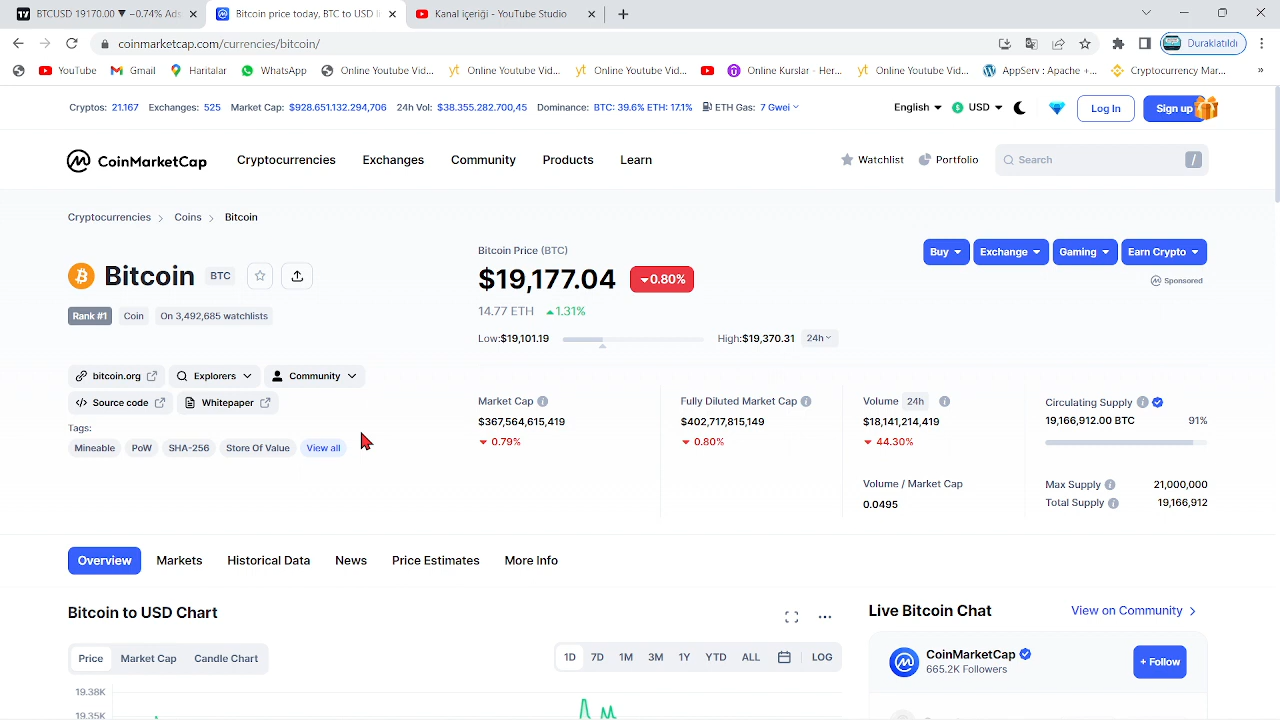 BTCUSD 19170.00 ▼ −0.74% Ads
Bitcoin price today, BTC to USD li
Kanal içeriği - YouTube Studio
coinmarketcap.com/currencies/bitcoin/
Duraklatıldı
YouTube
Gmail
Haritalar
WhatsApp
Online Youtube Vid...
Online Youtube Vid...
Online Youtube Vid...
Online Kurslar - Her...
Online Youtube Vid...
AppServ : Apache +...
Cryptocurrency Mar...
»
Cryptos: 21.167 Exchanges: 525 Market Cap: $928.651.132.294,706 24h Vol: $38.355.282.700,45 Dominance: BTC: 39.6% ETH: 17.1% ETH Gas: 7 Gwei
English USD Log In Sign up
CoinMarketCap Cryptocurrencies Exchanges Community Products Learn Watchlist Portfolio Search /
Cryptocurrencies > Coins > Bitcoin
Bitcoin BTC
Rank #1 Coin On 3,492,685 watchlists
Bitcoin Price (BTC)
$19,177.04 0.80%
14.77 ETH 1.31%
Low:$19,101.19 High:$19,370.31 24h
Buy Exchange Gaming Earn Crypto
Sponsored
bitcoin.org Explorers Community
Source code Whitepaper
Tags:
Mineable PoW SHA-256 Store Of Value View all
Market Cap
$367,564,615,419
0.79%
Fully Diluted Market Cap
$402,717,815,149
0.80%
Volume 24h
$18,141,214,419
44.30%
Volume / Market Cap
0.0495
Circulating Supply
19,166,912.00 BTC 91%
Max Supply 21,000,000
Total Supply 19,166,912
Overview Markets Historical Data News Price Estimates More Info
Bitcoin to USD Chart
Price Market Cap Candle Chart
1D 7D 1M 3M 1Y YTD ALL LOG
19.38K
19.35K
Live Bitcoin Chat View on Community >
CoinMarketCap
665.2K Followers
+ Follow